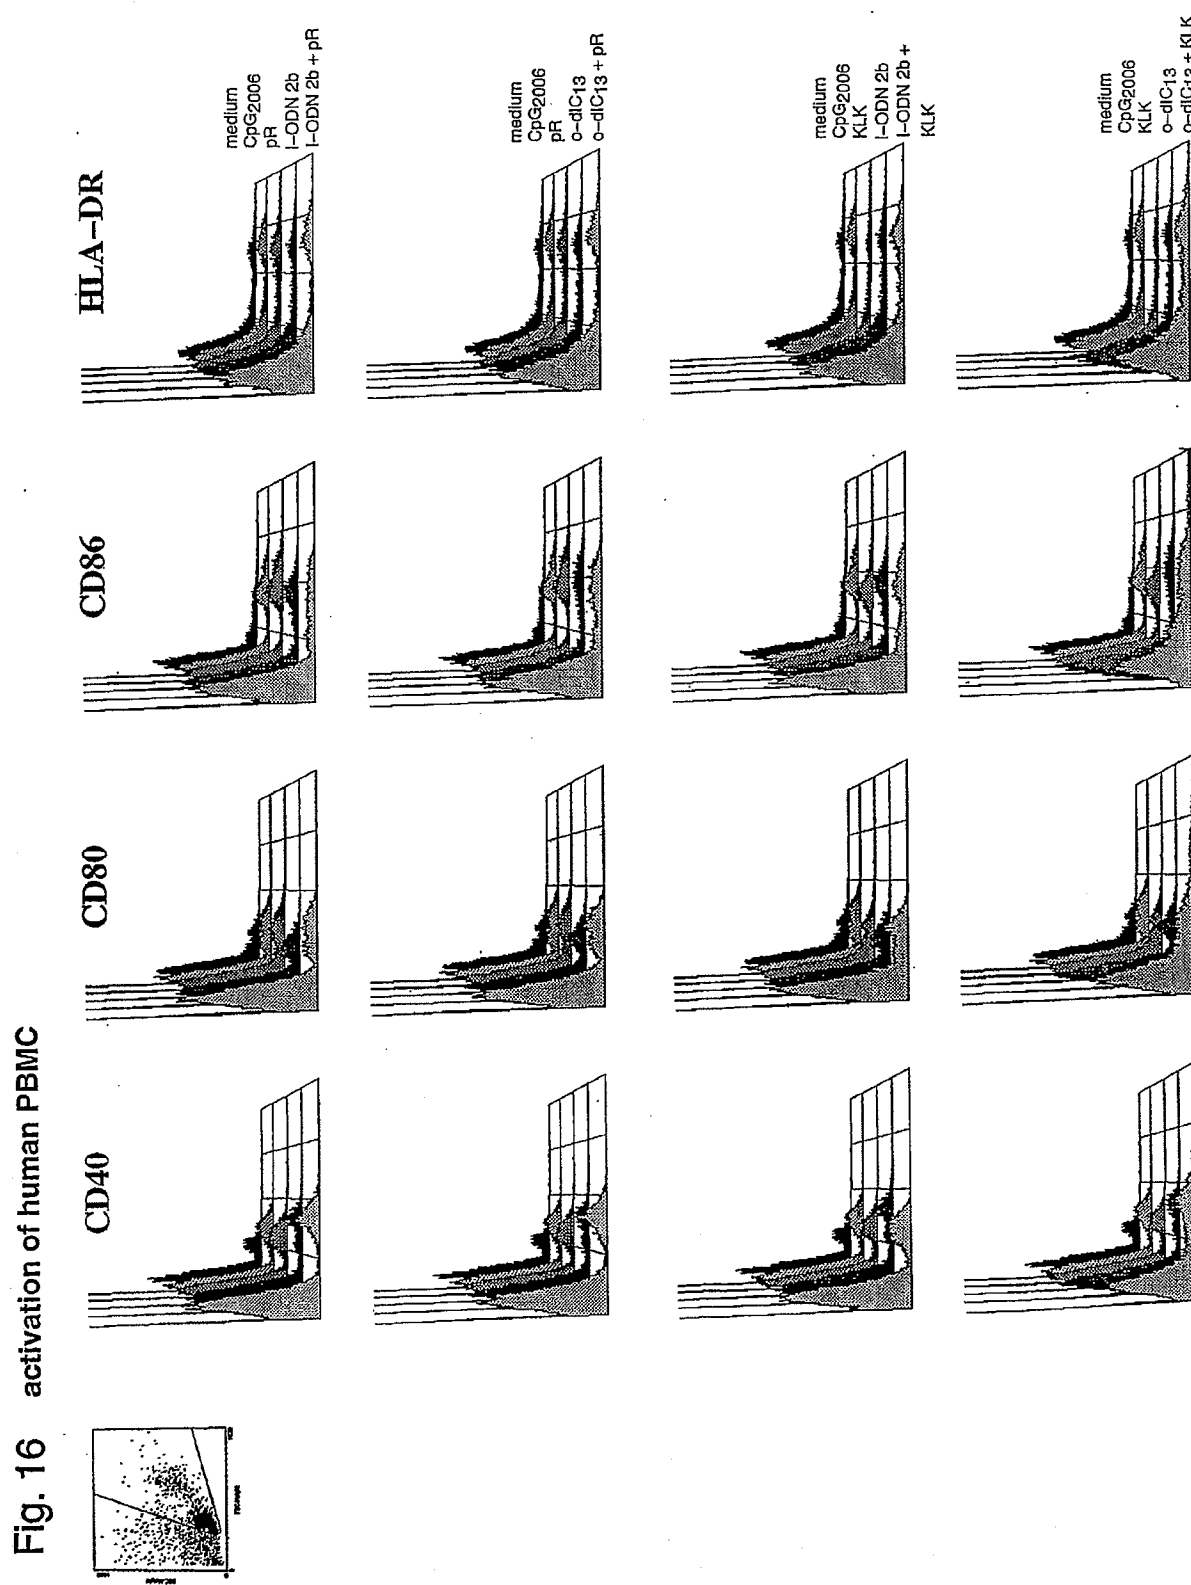 Fig. 16 activation of human PBMC
CD40
CD80
CD86
HLA–DR
medium
CpG2006
pR
I–ODN 2b
I–ODN 2b + pR
medium
CpG2006
pR
o–dIC13
o–dIC13 + pR
medium
CpG2006
KLK
I–ODN 2b
I–ODN 2b +
KLK
medium
CpG2006
KLK
o–dIC13
o–dIC13 + KLK